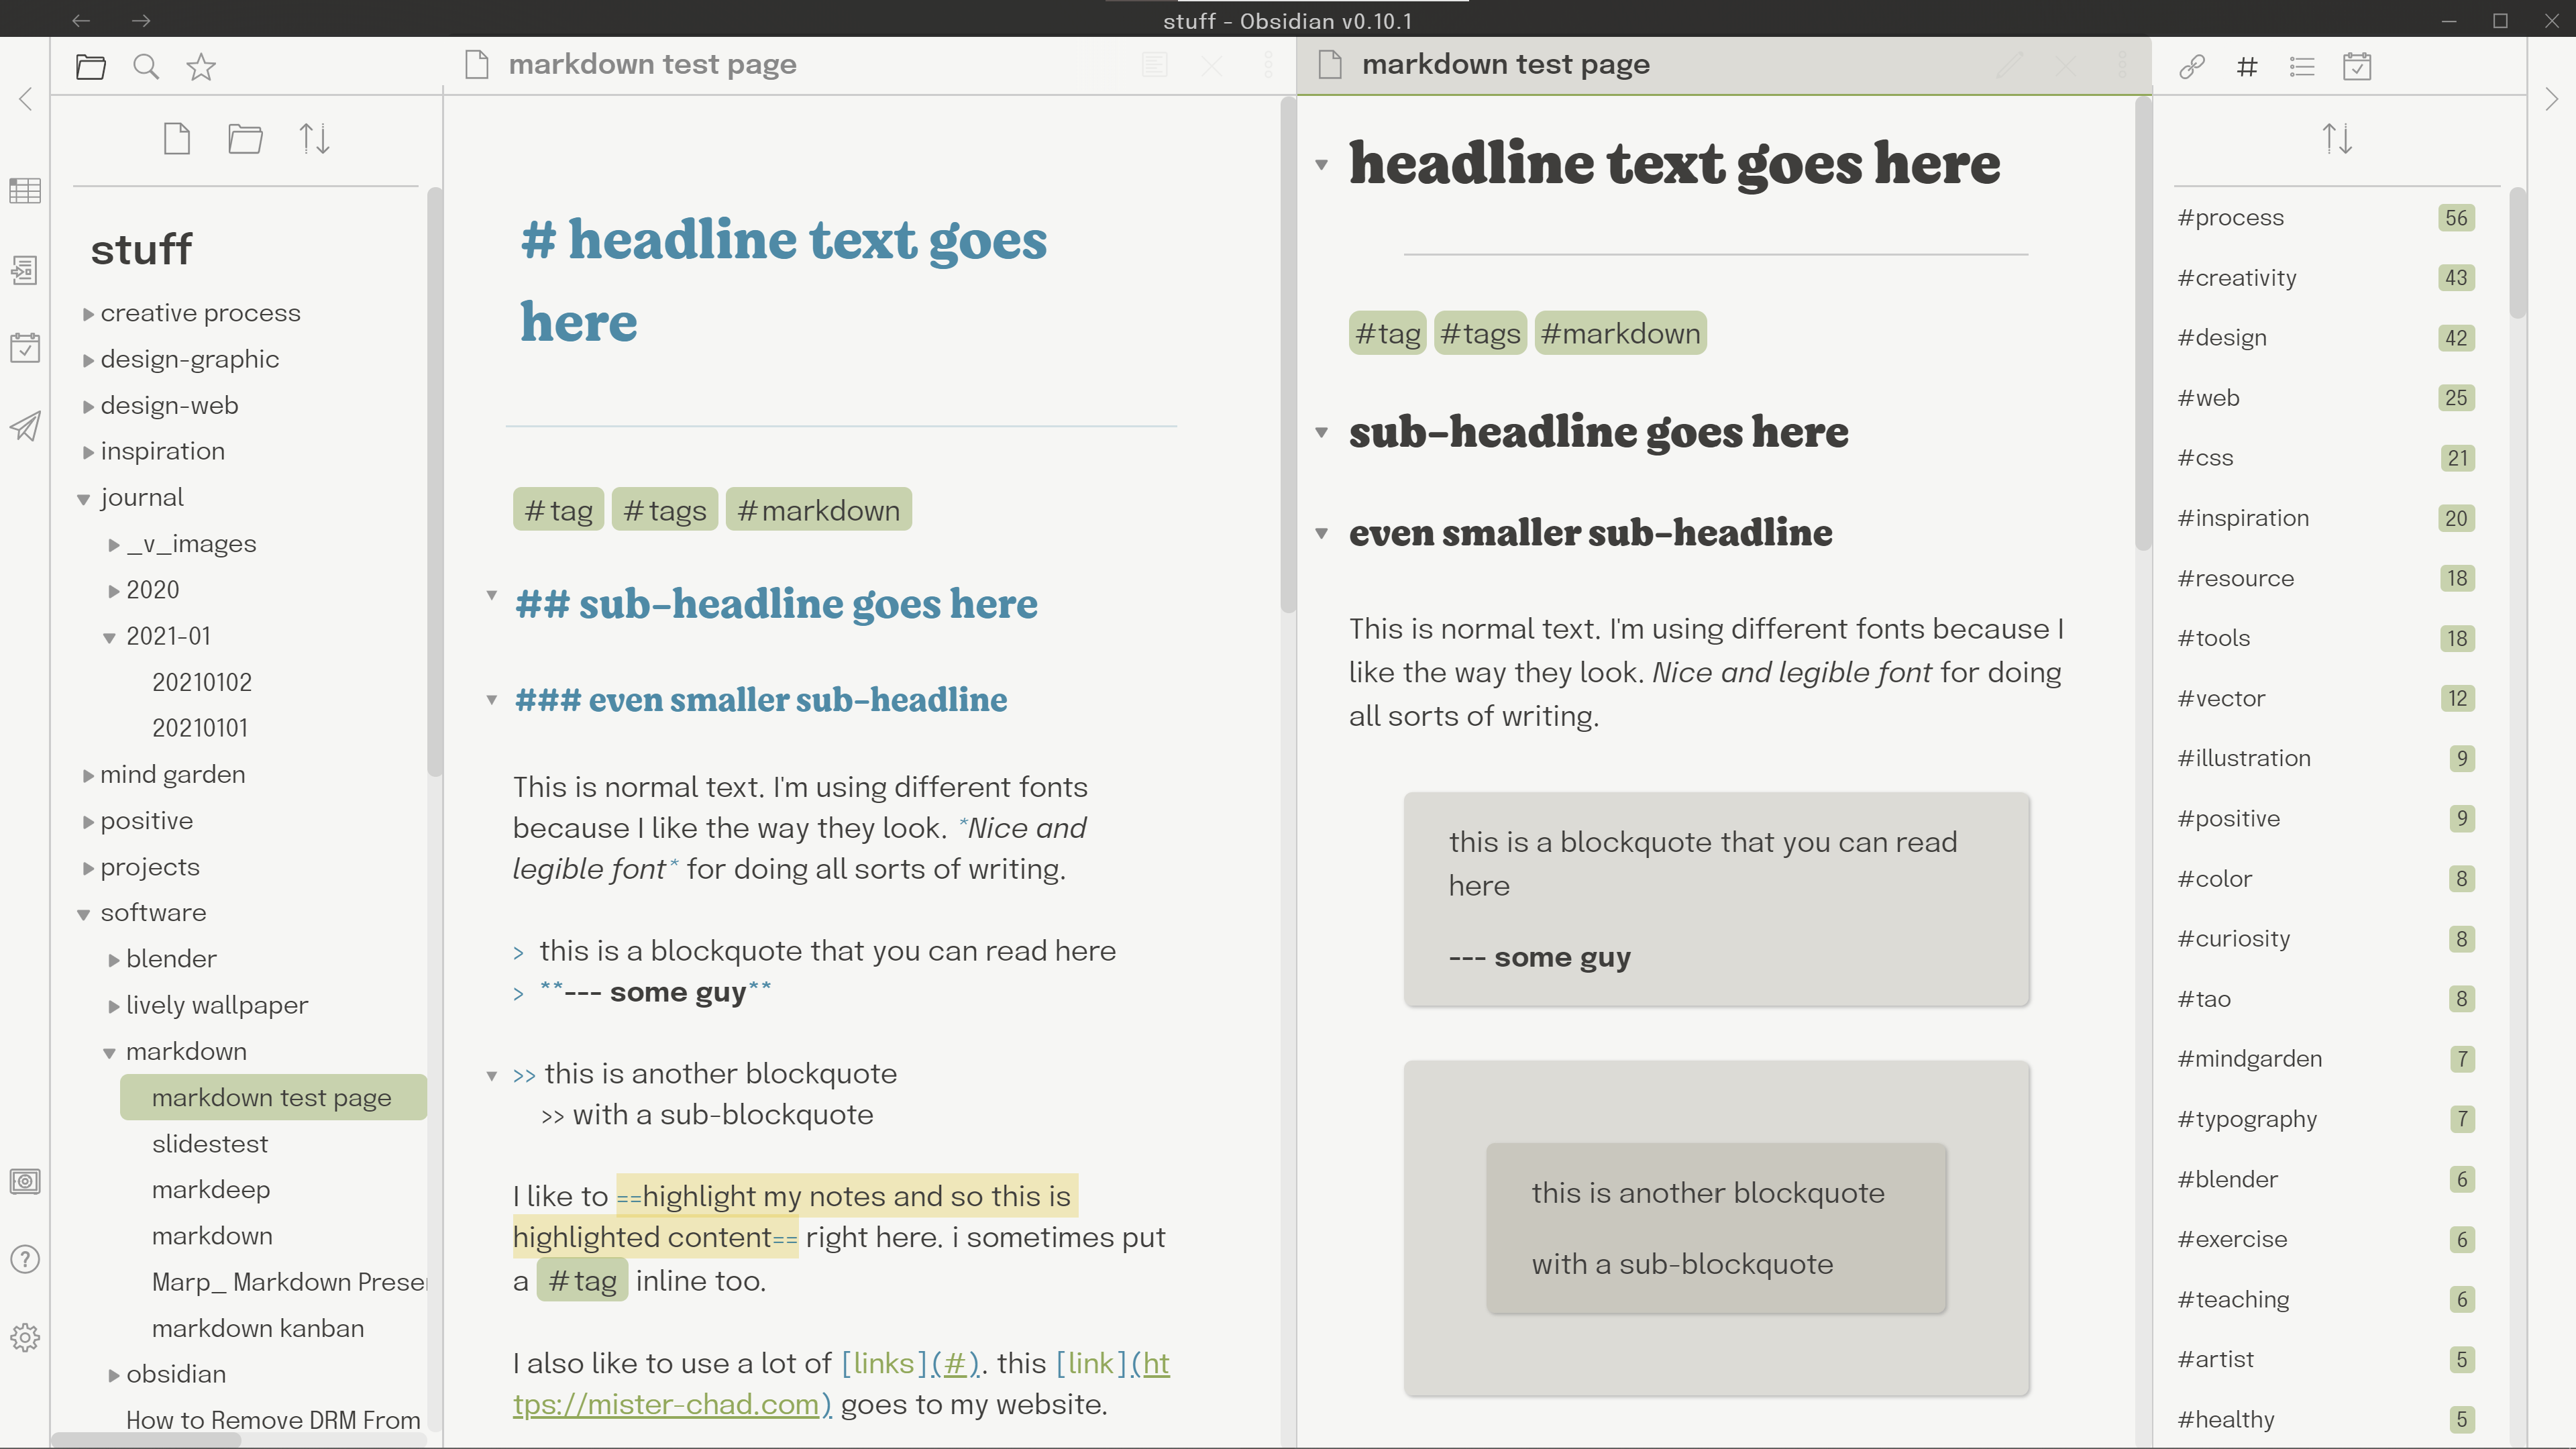 stuff - Obsidian v0.10.1
markdown test page
markdown test page
stuff
creative process
design-graphic
design-web
inspiration
journal
_v_images
2020
2021-01
20210102
20210101
mind garden
positive
projects
software
blender
lively wallpaper
markdown
markdown test page
slidestest
markdeep
markdown
Marp_ Markdown Preser
markdown kanban
obsidian
How to Remove DRM From
# headline text goes
here
#tag #tags #markdown
## sub-headline goes here
### even smaller sub-headline
This is normal text. I'm using different fonts
because I like the way they look. *Nice and
legible font* for doing all sorts of writing.
> this is a blockquote that you can read here
> **--- some guy**
>> this is another blockquote
>> with a sub-blockquote
I like to ==highlight my notes and so this is
highlighted content== right here. i sometimes put
a #tag inline too.
I also like to use a lot of [links](#). this [link](ht
tps://mister-chad.com) goes to my website.
headline text goes here
#tag #tags #markdown
sub-headline goes here
even smaller sub-headline
This is normal text. I'm using different fonts because I
like the way they look. Nice and legible font for doing
all sorts of writing.
this is a blockquote that you can read
here
--- some guy
this is another blockquote
with a sub-blockquote
#process 56
#creativity 43
#design 42
#web 25
#css 21
#inspiration 20
#resource 18
#tools 18
#vector 12
#illustration 9
#positive 9
#color 8
#curiosity 8
#tao 8
#mindgarden 7
#typography 7
#blender 6
#exercise 6
#teaching 6
#artist 5
#healthy 5